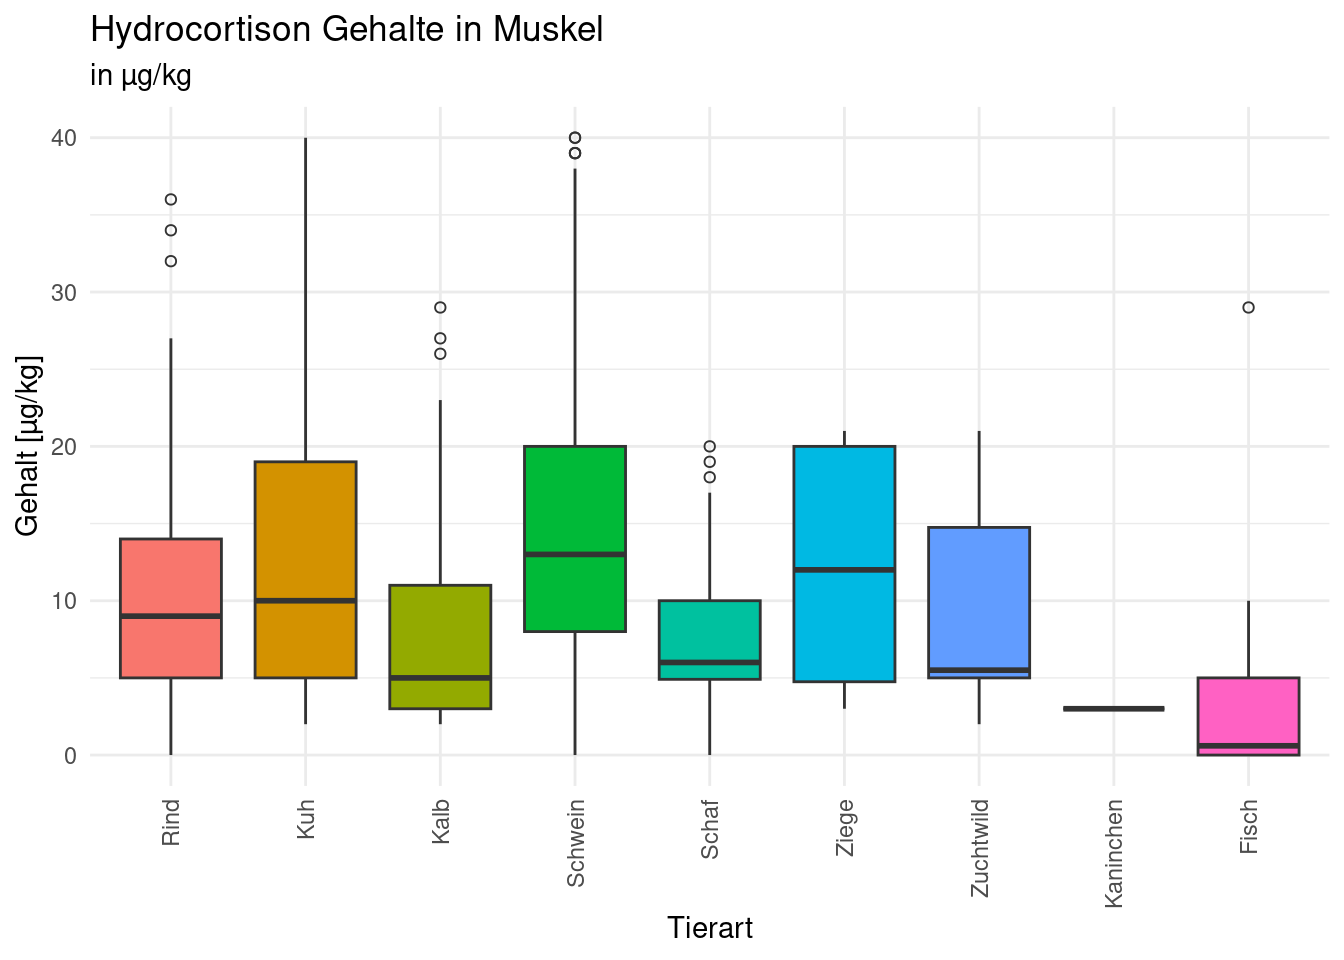 Hydrocortison Gehalte in Muskel
in µg/kg
Gehalt [µg/kg]
40
30
20
10
0
Rind
Kuh
Kalb
Schwein
Schaf
Ziege
Zuchtwild
Kaninchen
Fisch
Tierart